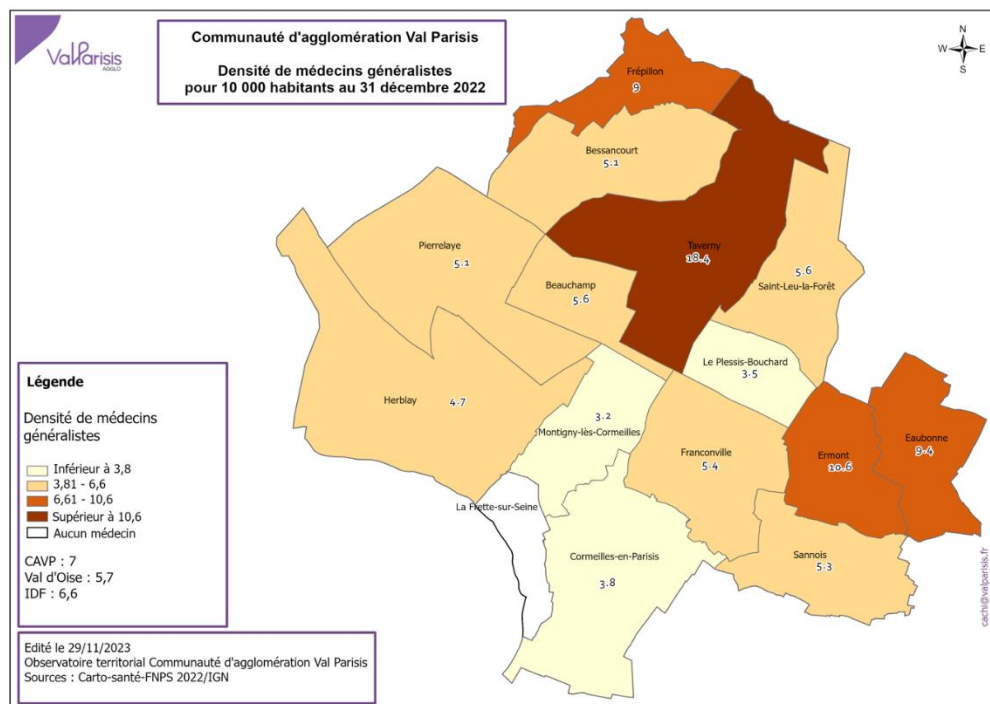 ValParisis
AGGLO
Communauté d'agglomération Val Parisis
Densité de médecins généralistes
pour 10 000 habitants au 31 décembre 2022
N
W E
S
Frépillon
9
Bessancourt
5.1
Pierrelaye
5.1
Taverny
18.4
Beauchamp
5.6
5.6
Saint-Leu-la-Forêt
Le Plessis-Bouchard
3.5
Herblay
4.7
3.2
Montigny-lès-Cormeilles
Franconville
5.4
Ermont
10.6
Eaubonne
9.4
La Frette-sur-Seine
Cormeilles-en-Parisis
3.8
Sannois
5.3
Légende
Densité de médecins
généralistes
Inférieur à 3,8
3,81 - 6,6
6,61 - 10,6
Supérieur à 10,6
Aucun médecin
CAVP : 7
Val d'Oise : 5,7
IDF : 6,6
Edité le 29/11/2023
Observatoire territorial Communauté d'agglomération Val Parisis
Sources : Carto-santé-FNPS 2022/IGN
cachi@valparisis.fr